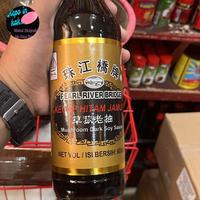 珠江橋牌
PEARL RIVER BRIDGE
KECAP HITAM JAMUR
草菇老抽
Mushroom Dark Soy Sauce
NET VOL / ISI BERSIH: